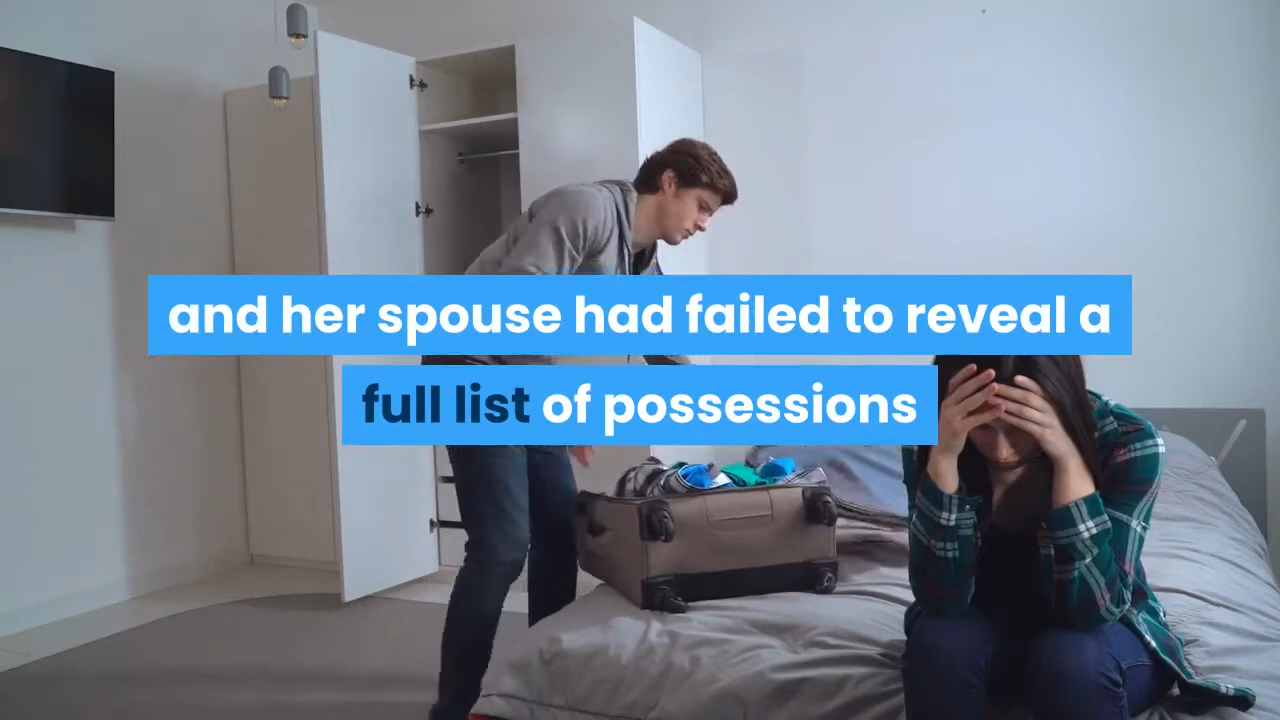 and her spouse had failed to reveal a
full list of possessions